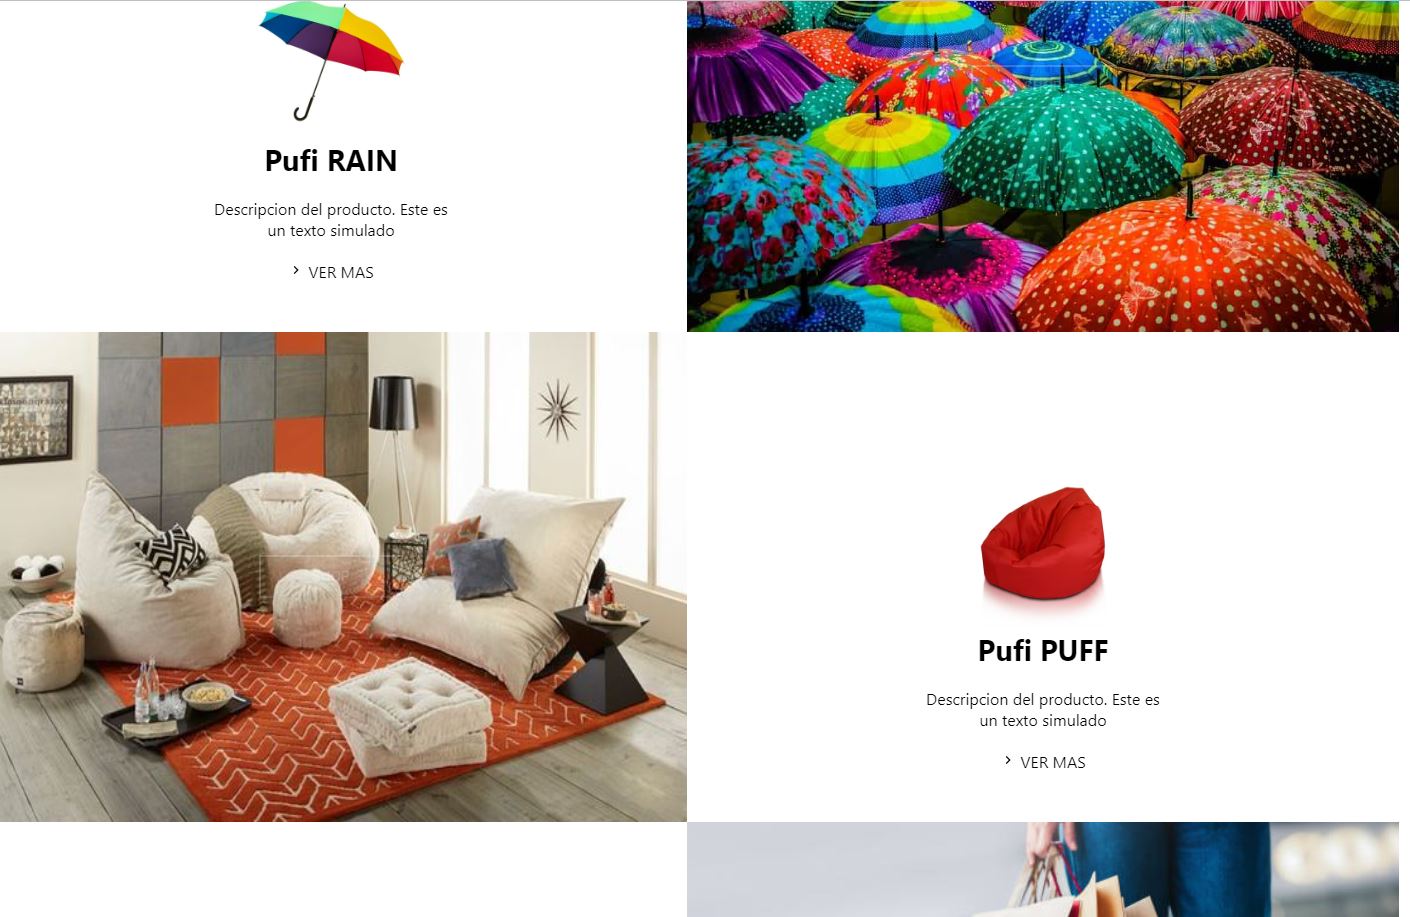 Pufi RAIN
Descripcion del producto. Este es
un texto simulado
VER MAS
Pufi PUFF
Descripcion del producto. Este es
un texto simulado
VER MAS